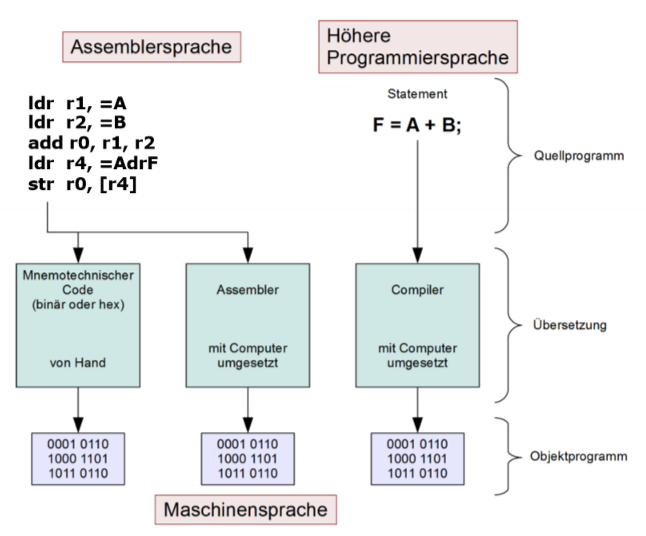 Assemblersprache
Höhere
Programmiersprache
ldr r1, =A
ldr r2, =B
add r0, r1, r2
ldr r4, =AdrF
str r0, [r4]
Statement
F = A + B;
Quellprogramm
Mnemotechnischer
Code
(binär oder hex)
von Hand
Assembler
mit Computer
umgesetzt
Compiler
mit Computer
umgesetzt
Übersetzung
0001 0110
1000 1101
1011 0110
0001 0110
1000 1101
1011 0110
0001 0110
1000 1101
1011 0110
Objektprogramm
Maschinensprache